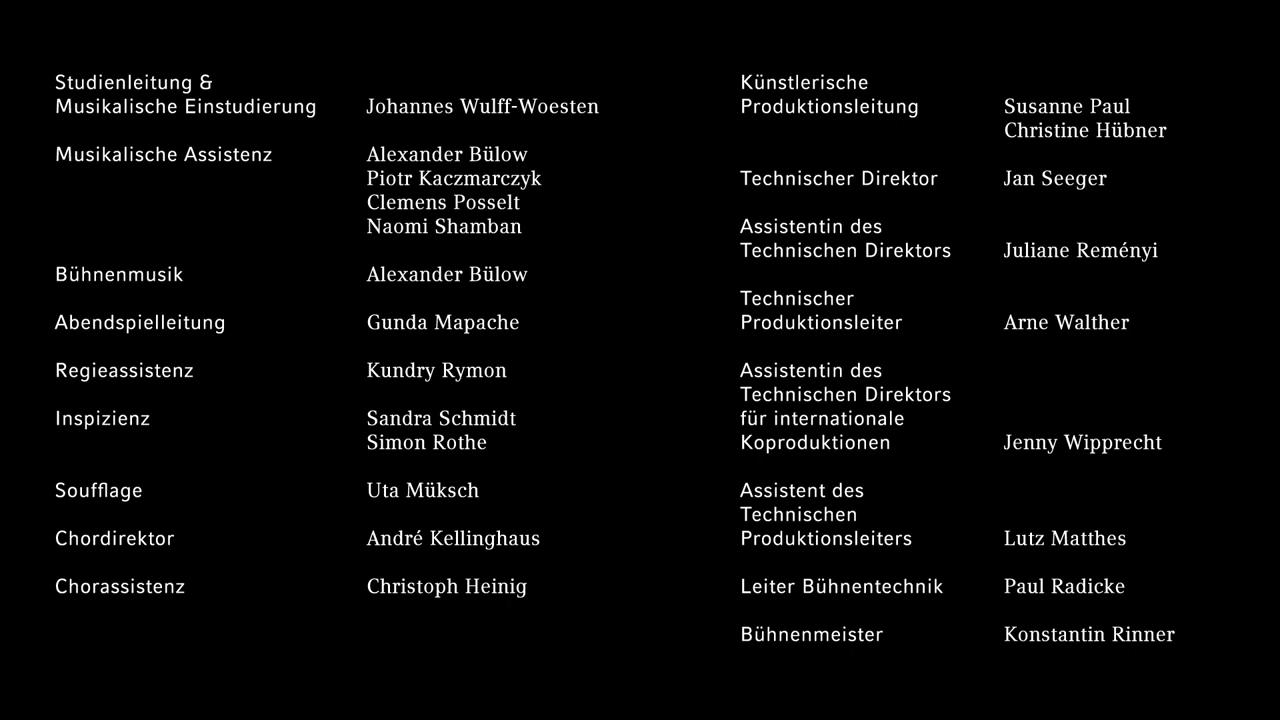 Studienleitung &
Musikalische Einstudierung Johannes Wulff-Woesten
Musikalische Assistenz Alexander Bülow
Piotr Kaczmarczyk
Clemens Posselt
Naomi Shamban
Bühnenmusik Alexander Bülow
Abendspielleitung Gunda Mapache
Regieassistenz Kundry Rymon
Inspizienz Sandra Schmidt
Simon Rothe
Soufflage Uta Müksch
Chordirektor André Kellinghaus
Chorassistenz Christoph Heinig
Künstlerische
Produktionsleitung Susanne Paul
Christine Hübner
Technischer Direktor Jan Seeger
Assistentin des
Technischen Direktors Juliane Reményi
Technischer
Produktionsleiter Arne Walther
Assistentin des
Technischen Direktors
für internationale
Koproduktionen Jenny Wipprecht
Assistent des
Technischen
Produktionsleiters Lutz Matthes
Leiter Bühnentechnik Paul Radicke
Bühnenmeister Konstantin Rinner